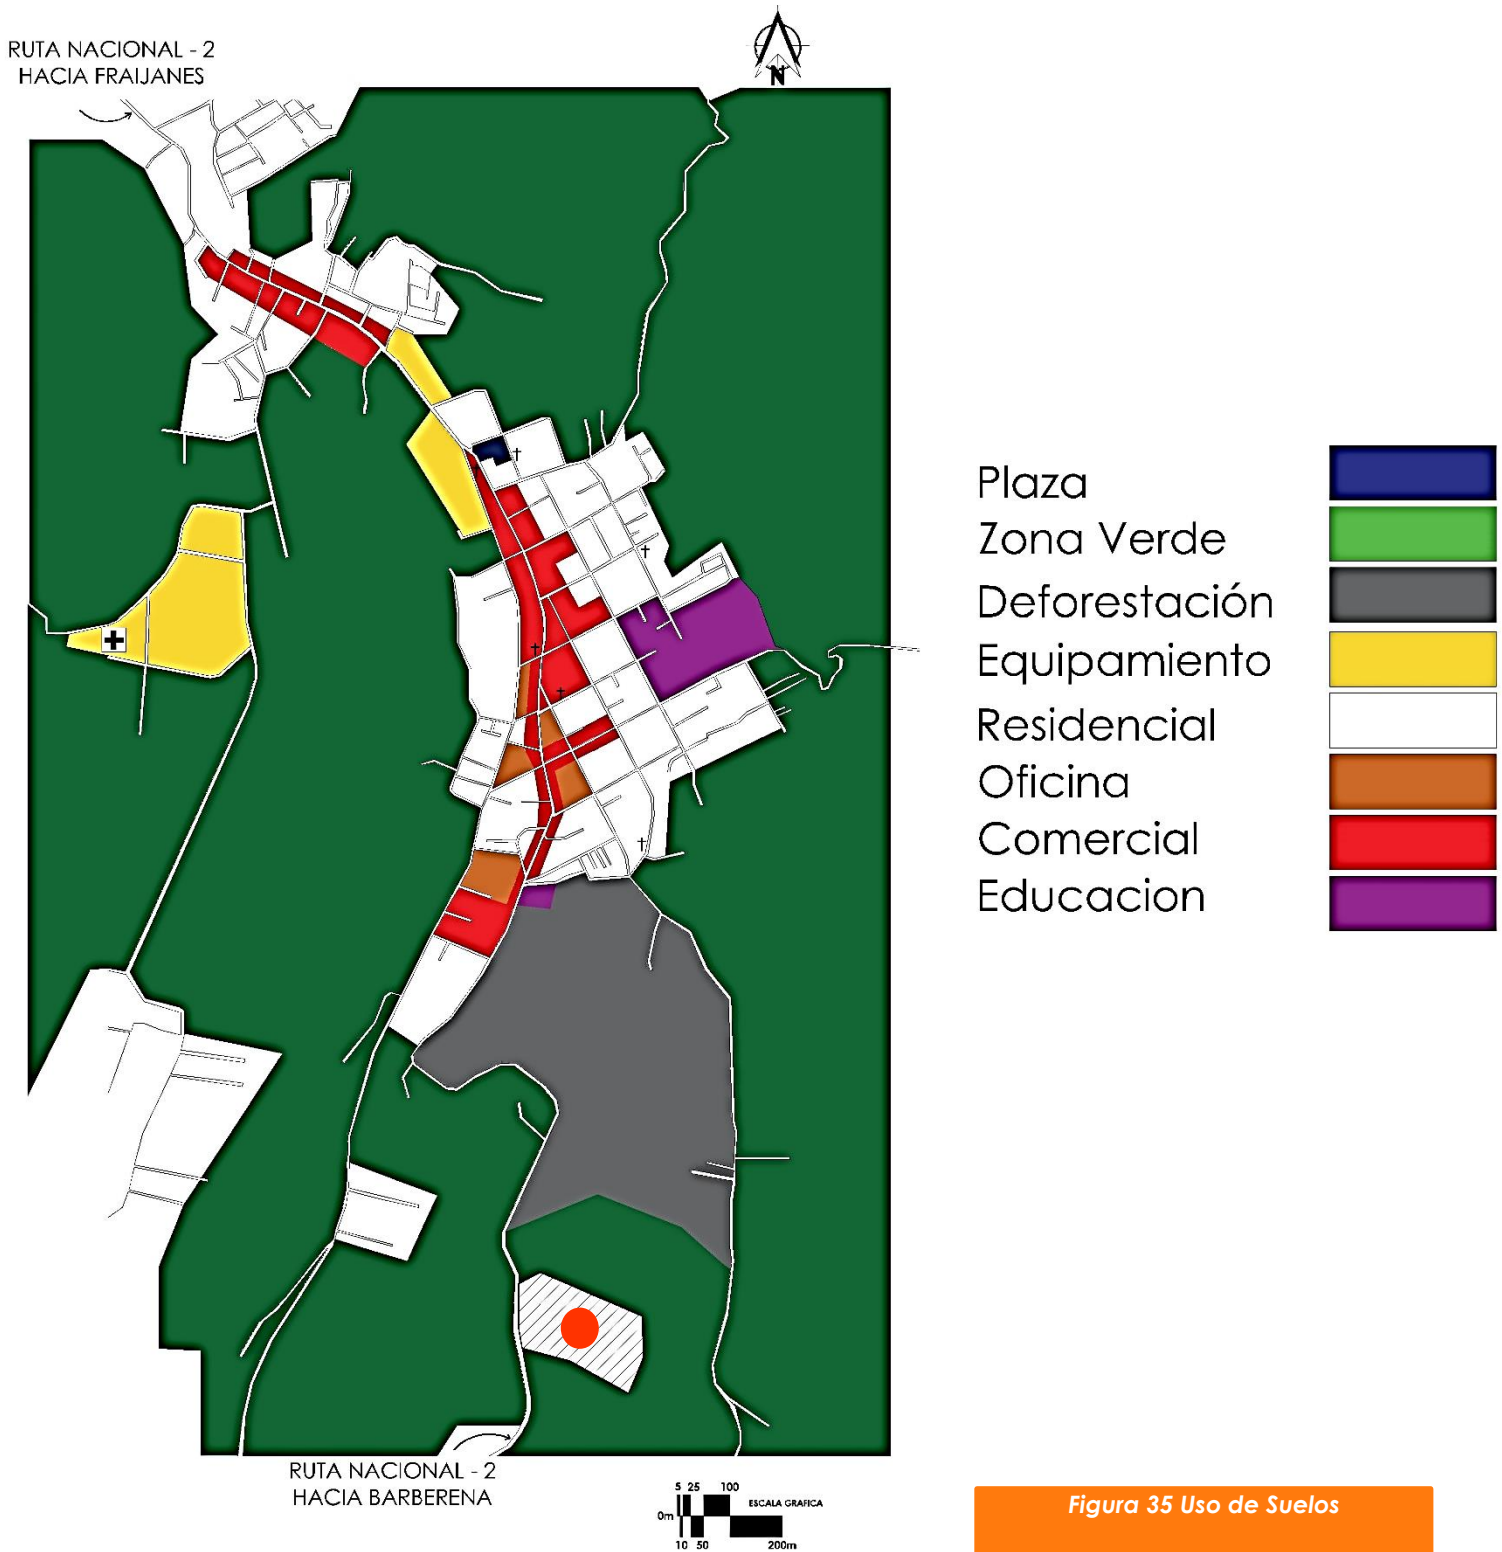 RUTA NACIONAL - 2
HACIA FRAIJANES
N
Plaza
Zona Verde
Deforestación
Equipamiento
Residencial
Oficina
Comercial
Educacion
RUTA NACIONAL - 2
HACIA BARBERENA
5 25 100
0m
ESCALA GRAFICA
10 50 200m
Figura 35 Uso de Suelos